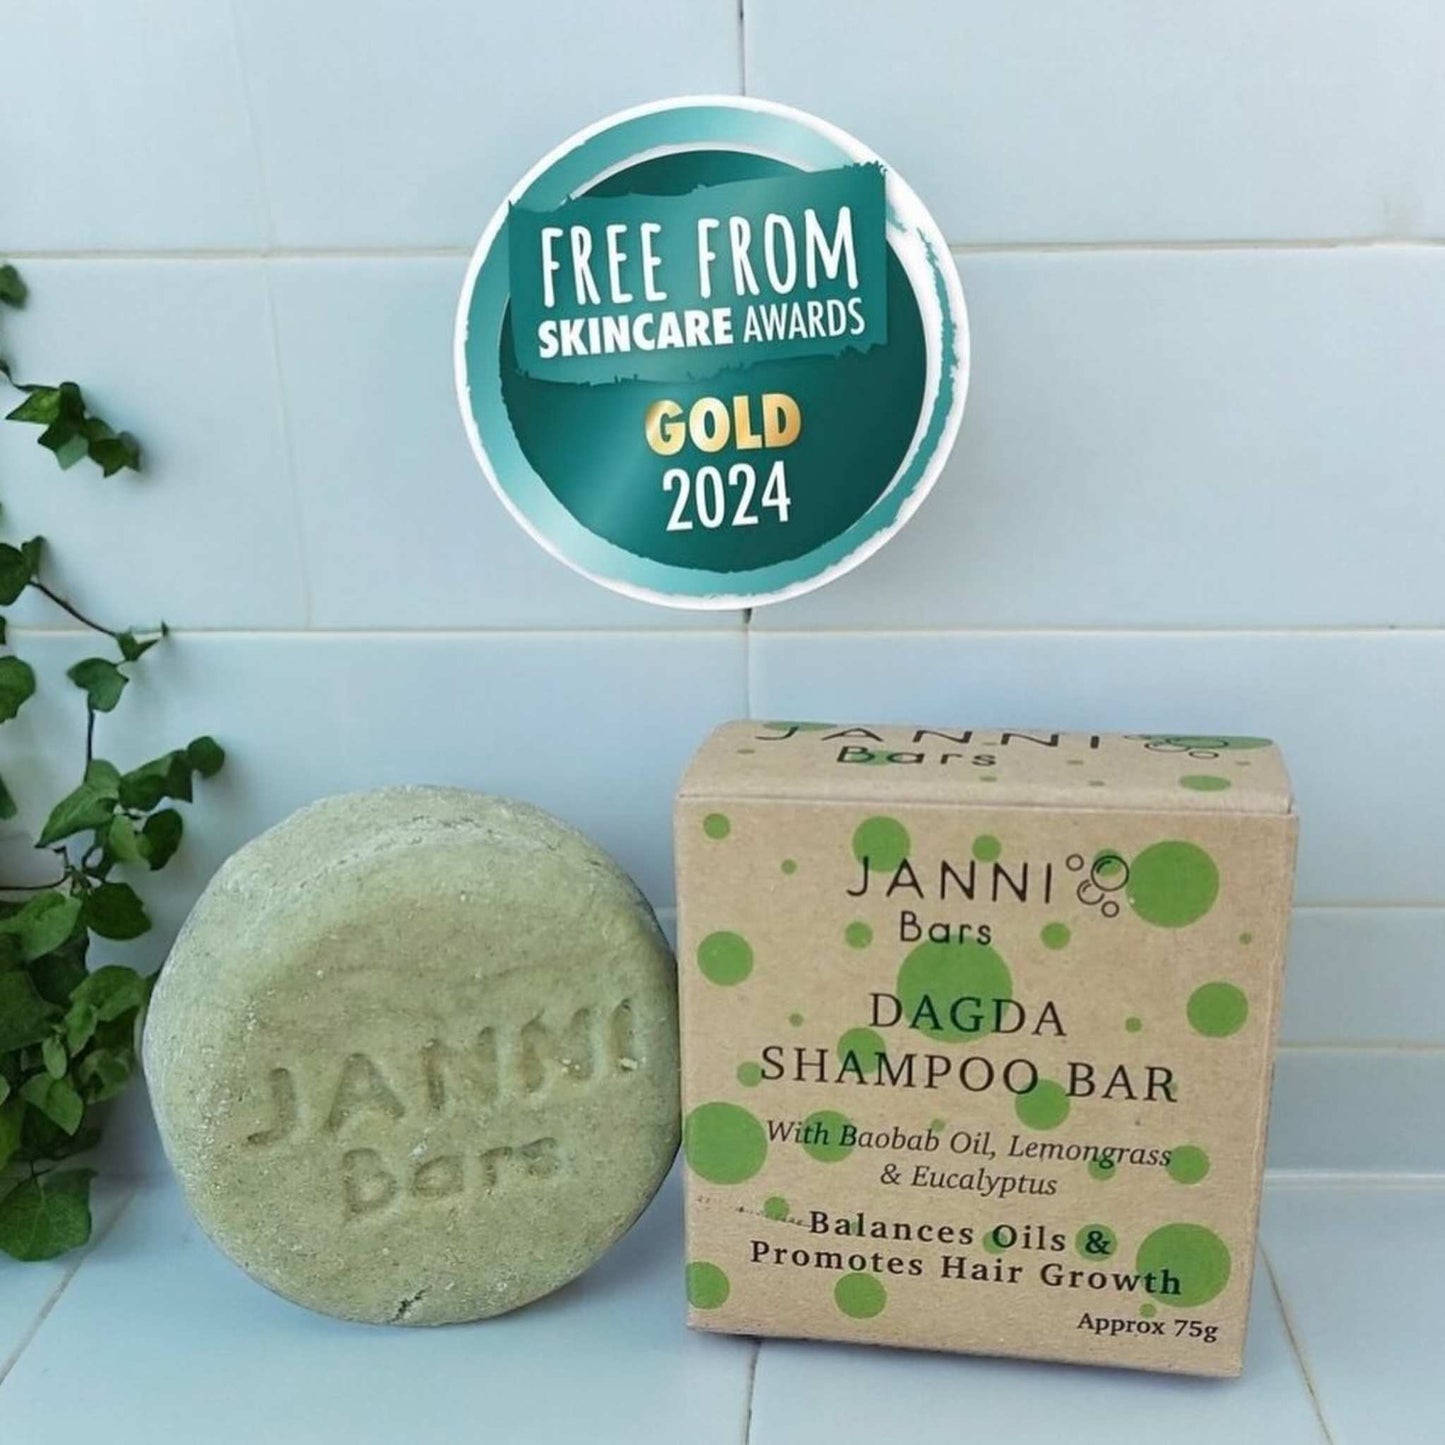 FREE FROM
SKINCARE AWARDS
GOLD
2024
JANNI
Bars
JANNI
Bars
DAGDA
SHAMPOO BAR
With Baobab Oil, Lemongrass
& Eucalyptus
Balances Oils &
Promotes Hair Growth
Approx 75g
JANNI
Bars